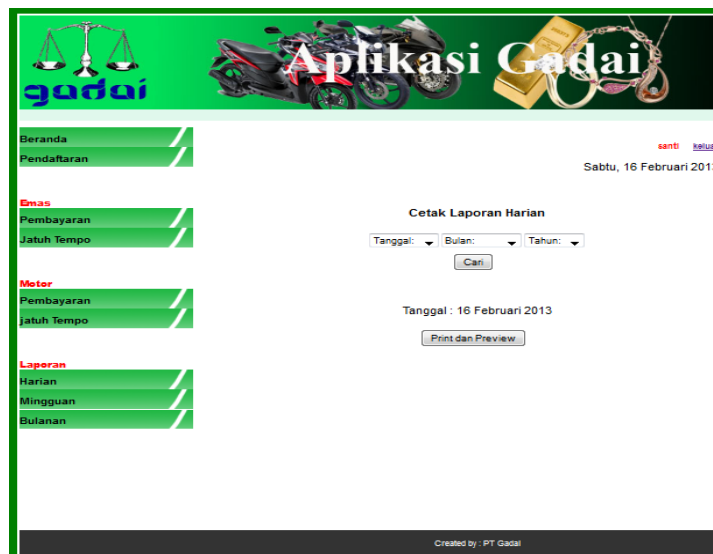 gadai
Aplikasi Gadai
Beranda
Pendaftaran
Emas
Pembayaran
Jatuh Tempo
Motor
Pembayaran
jatuh Tempo
Laporan
Harian
Mingguan
Bulanan
santi kelua
Sabtu, 16 Februari 201
Cetak Laporan Harian
Tanggal: Bulan: Tahun:
Cari
Tanggal : 16 Februari 2013
Print dan Preview
Created by : PT Gadai